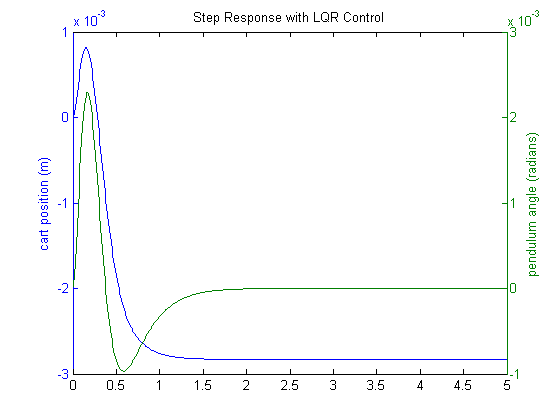 Step Response with LQR Control
x 10^-3
x 10^-3
1
0
-1
-2
-3
cart position (m)
3
2
1
0
-1
pendulum angle (radians)
0 0.5 1 1.5 2 2.5 3 3.5 4 4.5 5